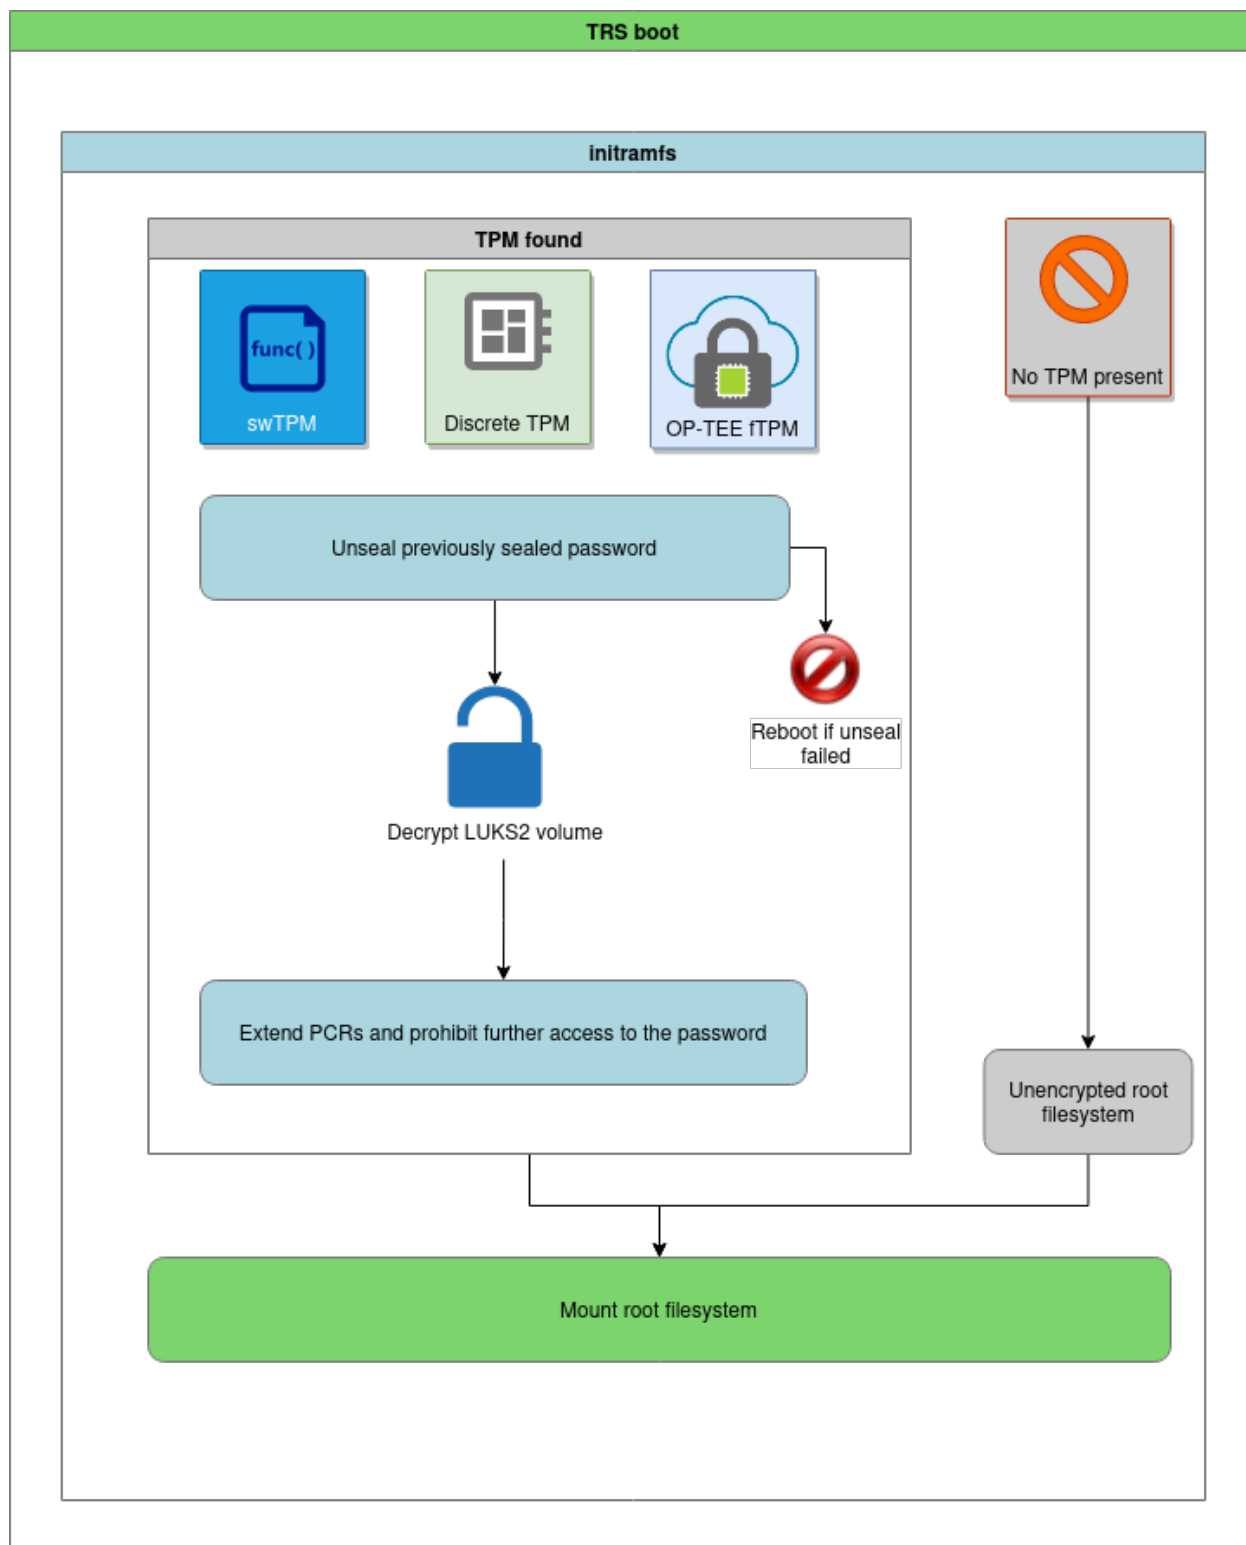 TRS boot
initramfs
TPM found
func( )
swTPM
Discrete TPM
OP-TEE fTPM
No TPM present
Unseal previously sealed password
Reboot if unseal
failed
Decrypt LUKS2 volume
Extend PCRs and prohibit further access to the password
Unencrypted root
filesystem
Mount root filesystem